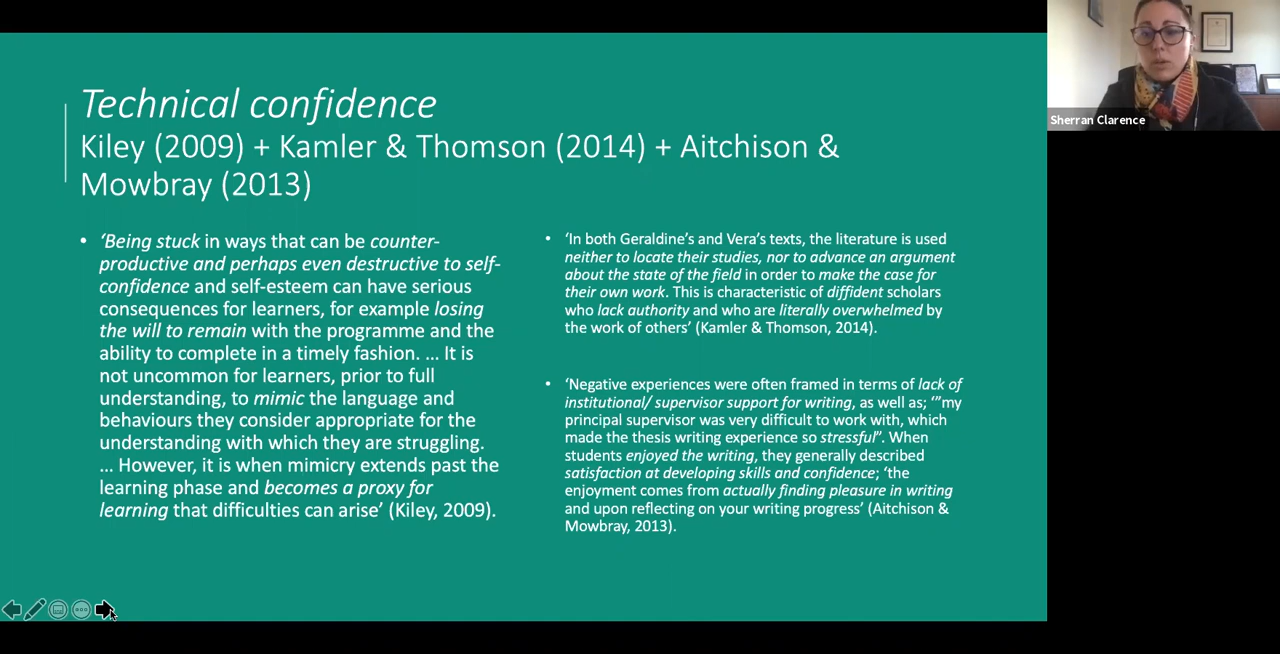 Technical confidence
Kiley (2009) + Kamler & Thomson (2014) + Aitchison &
Mowbray (2013)
• ‘Being stuck in ways that can be counter-
productive and perhaps even destructive to self-
confidence and self-esteem can have serious
consequences for learners, for example losing
the will to remain with the programme and the
ability to complete in a timely fashion. … It is
not uncommon for learners, prior to full
understanding, to mimic the language and
behaviours they consider appropriate for the
understanding with which they are struggling.
… However, it is when mimicry extends past the
learning phase and becomes a proxy for
learning that difficulties can arise’ (Kiley, 2009).
• ‘In both Geraldine’s and Vera’s texts, the literature is used
neither to locate their studies, nor to advance an argument
about the state of the field in order to make the case for
their own work. This is characteristic of diffident scholars
who lack authority and who are literally overwhelmed by
the work of others’ (Kamler & Thomson, 2014).
• ‘Negative experiences were often framed in terms of lack of
institutional/ supervisor support for writing, as well as; ‘”my
principal supervisor was very difficult to work with, which
made the thesis writing experience so stressful”. When
students enjoyed the writing, they generally described
satisfaction at developing skills and confidence; ‘the
enjoyment comes from actually finding pleasure in writing
and upon reflecting on your writing progress’ (Aitchison &
Mowbray, 2013).
Sherran Clarence